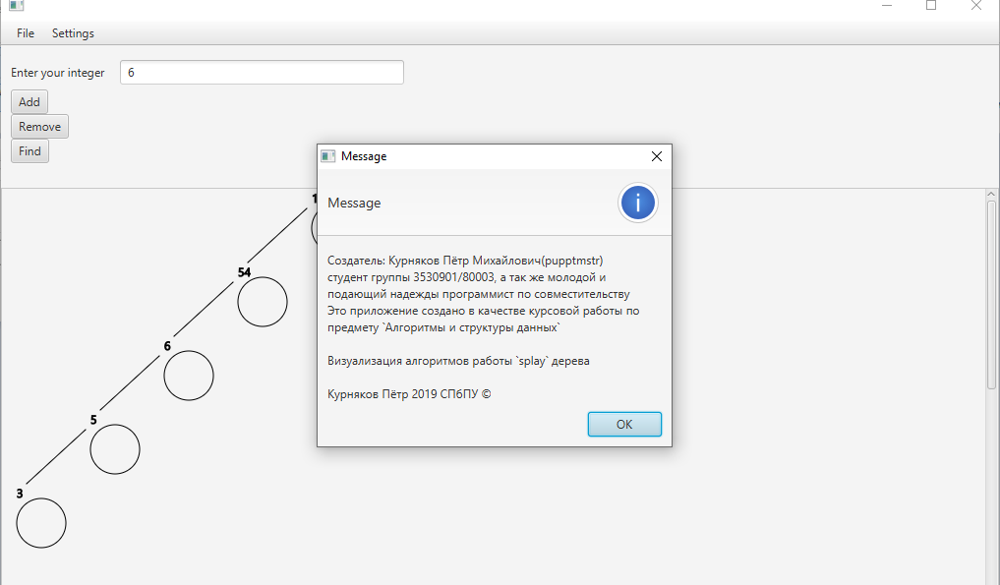 File Settings
Enter your integer 6
Add
Remove
Find
Message
Message
Создатель: Курняков Пётр Михайлович(pupptmstr)
студент группы 3530901/80003, а так же молодой и
подающий надежды программист по совместительству
Это приложение создано в качестве курсовой работы по
предмету `Алгоритмы и структуры данных`
Визуализация алгоритмов работы `splay` дерева
Курняков Пётр 2019 СПбПУ ©
OK
54
6
5
3